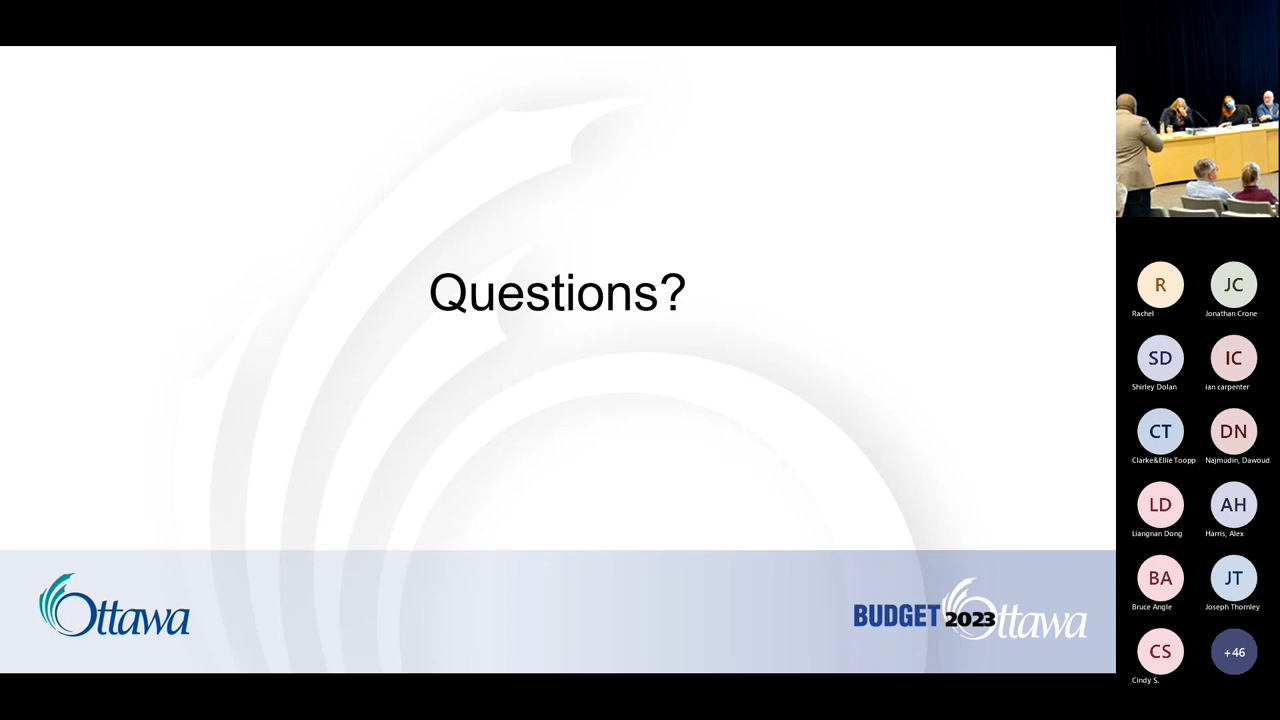 Questions?
Ottawa
BUDGET 2023 Ottawa
R
Rachel
JC
Jonathan Crone
SD
Shirley Dolan
IC
ian carpenter
CT
Clarke&Ellie Toopp
DN
Najmudin, Dawoud
LD
Liangnan Dong
AH
Harris, Alex
BA
Bruce Angle
JT
Joseph Thornley
CS
Cindy S.
+46